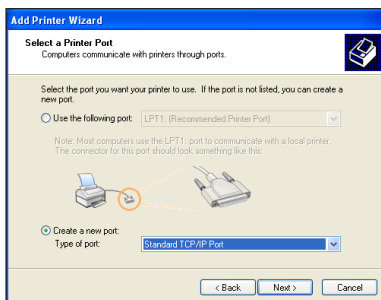 Add Printer Wizard
Select a Printer Port
Computers communicate with printers through ports.
Select the port you want your printer to use. If the port is not listed, you can create a
new port.
Use the following port: LPT1: (Recommended Printer Port)
Note: Most computers use the LPT1: port to communicate with a local printer.
The connector for this port should look something like this:
Create a new port:
Type of port: Standard TCP/IP Port
< Back Next > Cancel